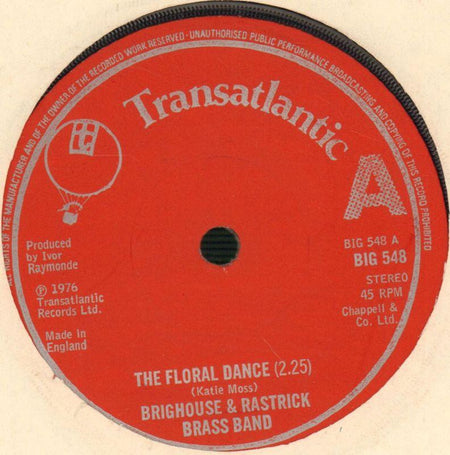 ALL RIGHTS OF THE MANUFACTURER AND OF THE OWNER OF THE RECORDED WORK RESERVED - UNAUTHORISED PUBLIC PERFORMANCE BROADCASTING AND COPYING OF THIS RECORD PROHIBITED
Transatlantic
A
BIG 548 A
BIG 548
STEREO
45 RPM
Chappell &
Co. Ltd.
Produced
by Ivor
Raymonde
℗ 1976
Transatlantic
Records Ltd.
Made in
England
THE FLORAL DANCE (2.25)
(Katie Moss)
BRIGHOUSE & RASTRICK
BRASS BAND